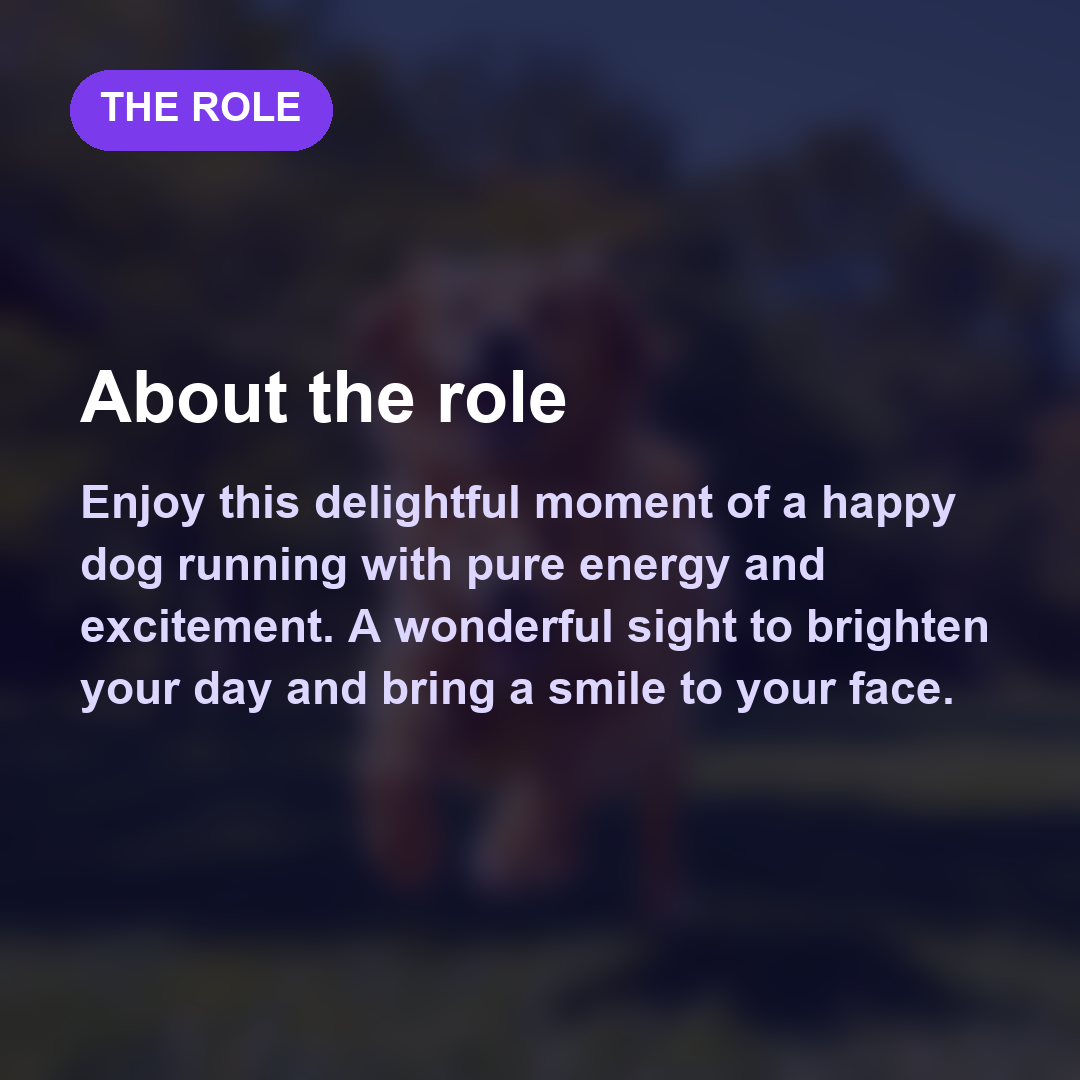 THE ROLE
About the role
Enjoy this delightful moment of a happy
dog running with pure energy and
excitement. A wonderful sight to brighten
your day and bring a smile to your face.